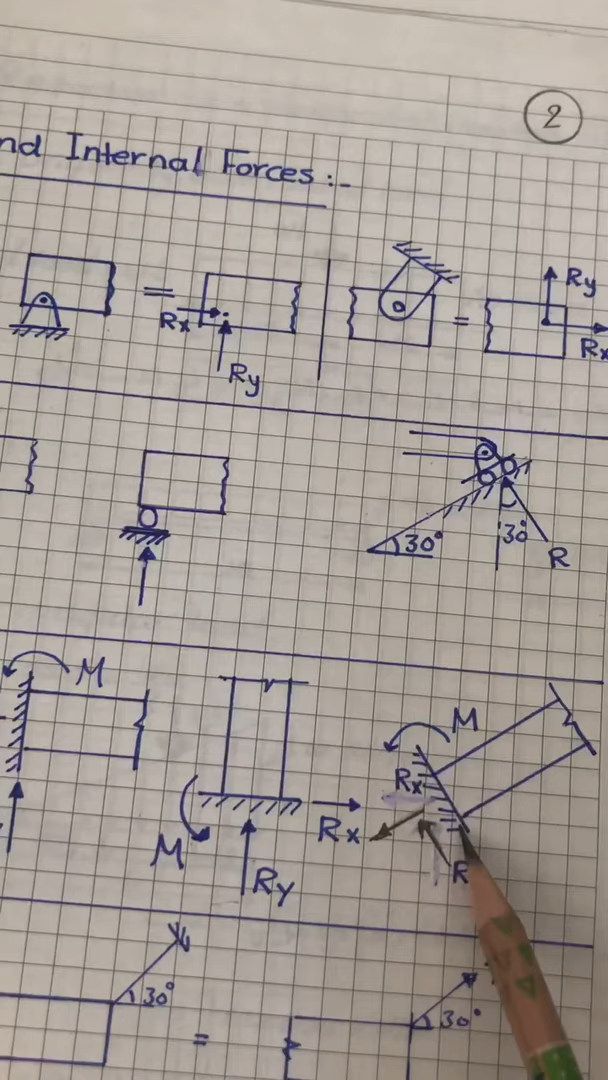 2
nd Internal Forces :-
= Rx Ry
= Ry Rx
30° 30° R
M
M Rx Ry
M Rx R
30° = 30°